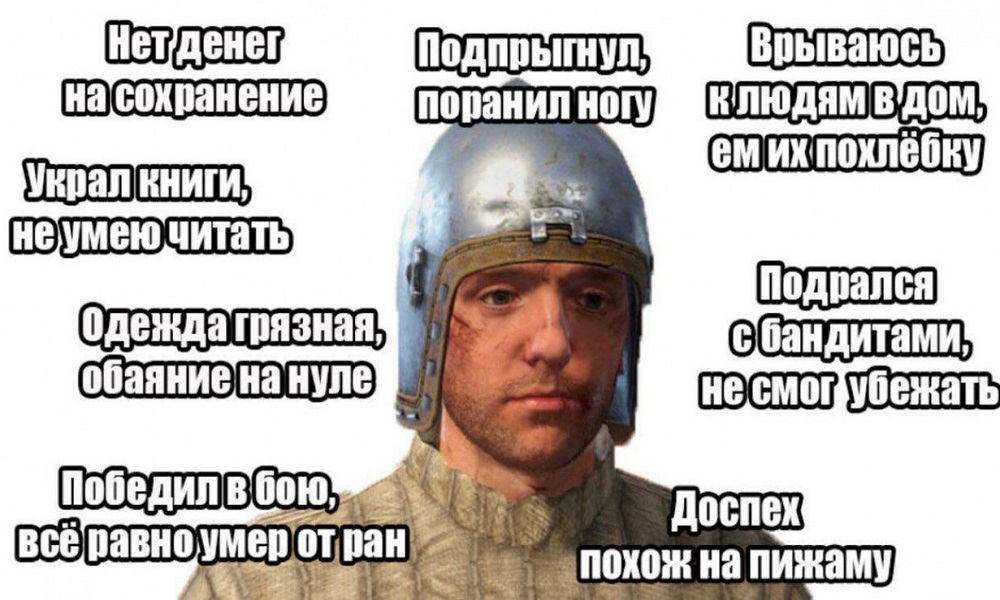 Нет денег
на сохранение
Подпрыгнул,
поранил ногу
Врываюсь
к людям в дом,
ем их похлёбку
Украл книги,
не умею читать
Одежда грязная,
обаяние на нуле
Подрался
с бандитами,
не смог убежать
Победил в бою,
всё равно умер от ран
Доспех
похож на пижаму